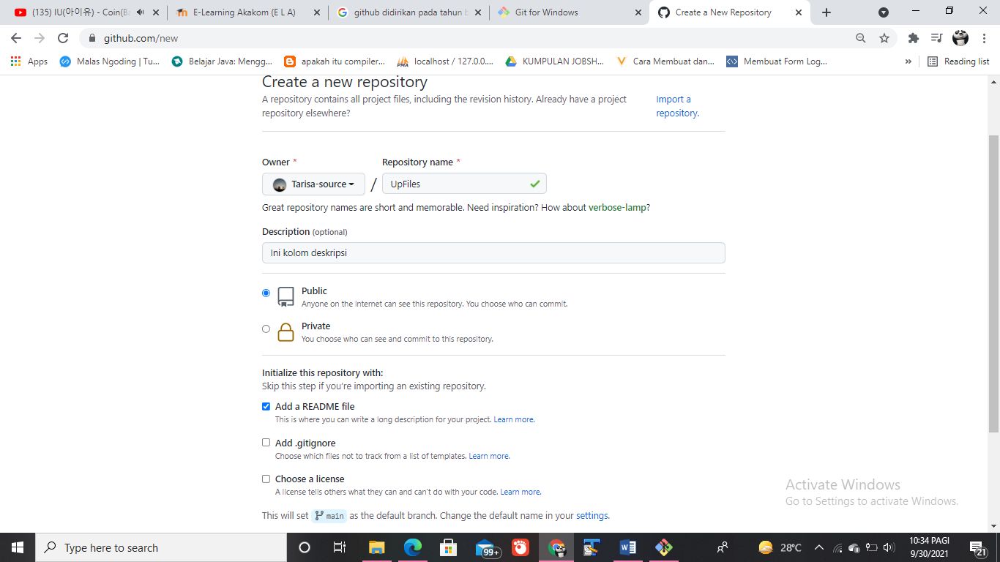 (135) IU(아이유) - Coin(Ba
E-Learning Akakom (E L A)
github didirikan pada tahun b
Git for Windows
Create a New Repository
github.com/new
Apps
Malas Ngoding | Tu...
Belajar Java: Mengg...
apakah itu compiler...
localhost / 127.0.0....
KUMPULAN JOBSH...
Cara Membuat dan...
Membuat Form Log...
»
Reading list
Create a new repository
A repository contains all project files, including the revision history. Already have a project
repository elsewhere?
Import a
repository.
Owner *
Repository name *
Tarisa-source
/
UpFiles
Great repository names are short and memorable. Need inspiration? How about verbose-lamp?
Description (optional)
Ini kolom deskripsi
Public
Anyone on the internet can see this repository. You choose who can commit.
Private
You choose who can see and commit to this repository.
Initialize this repository with:
Skip this step if you're importing an existing repository.
Add a README file
This is where you can write a long description for your project. Learn more.
Add .gitignore
Choose which files not to track from a list of templates. Learn more.
Choose a license
A license tells others what they can and can't do with your code. Learn more.
This will set main as the default branch. Change the default name in your settings.
Activate Windows
Go to Settings to activate Windows.
Type here to search
99+
28°C
10:34 PAGI
9/30/2021
21